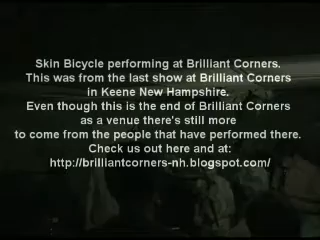 Skin Bicycle performing at Brilliant Corners.
This was from the last show at Brilliant Corners
in Keene New Hampshire.
Even though this is the end of Brilliant Corners
as a venue there's still more
to come from the people that have performed there.
Check us out here and at:
http://brilliantcorners-nh.blogspot.com/